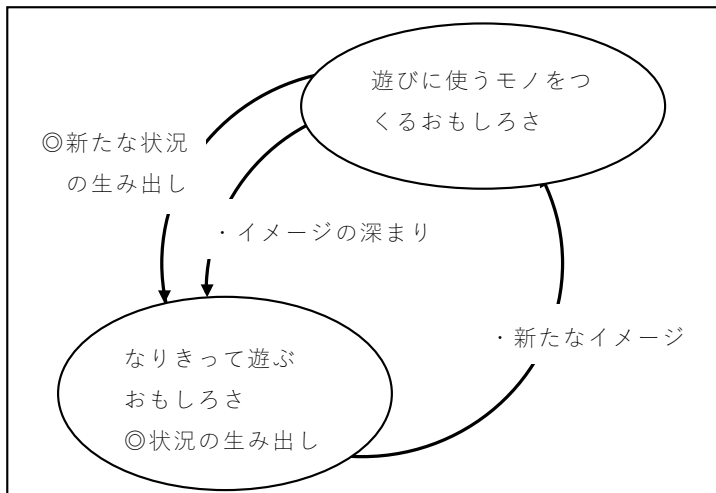 遊びに使うモノをつ
くるおもしろさ
◎新たな状況
の生み出し
・イメージの深まり
・新たなイメージ
なりきって遊ぶ
おもしろさ
◎状況の生み出し